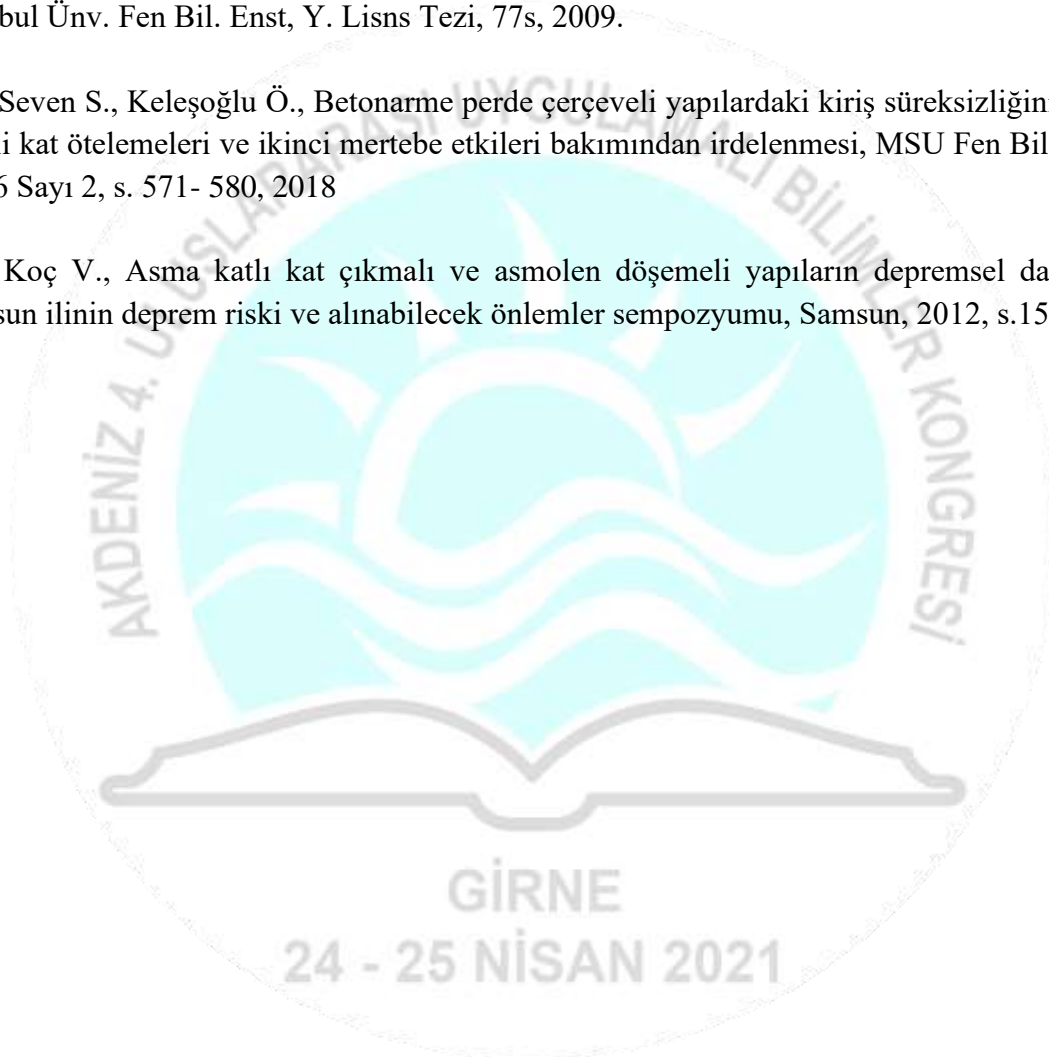 bul Ünv. Fen Bil. Enst, Y. Lisns Tezi, 77s, 2009.
Seven S., Keleşoğlu Ö., Betonarme perde çerçeveli yapılardaki kiriş süreksizliğin
li kat ötelemeleri ve ikinci mertebe etkileri bakımından irdelenmesi, MSU Fen Bil
6 Sayı 2, s. 571- 580, 2018
Koç V., Asma katlı kat çıkmalı ve asmolen döşemeli yapıların depremsel da
sun ilinin deprem riski ve alınabilecek önlemler sempozyumu, Samsun, 2012, s.15
AKDENİZ 4. ULUSLARARASI UYGULAMALI BİLİMLER KONGRESİ
GİRNE
24 - 25 NİSAN 2021